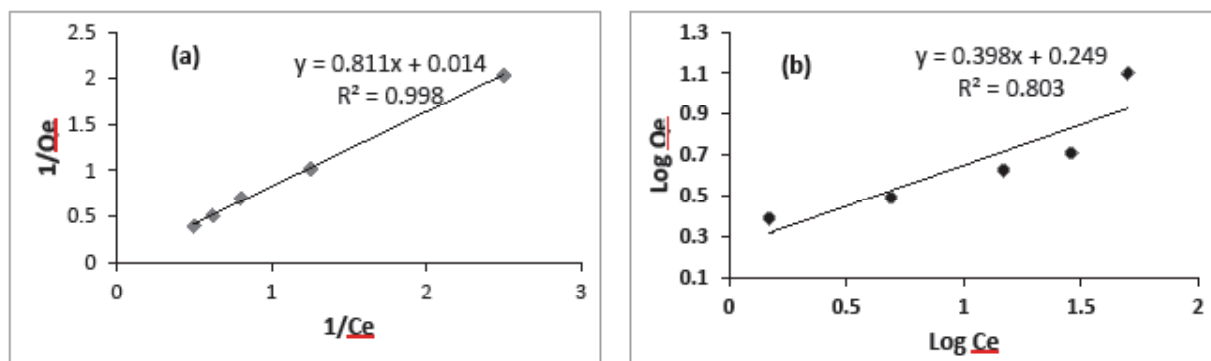 (a)
y = 0.811x + 0.014
R² = 0.998
2.5
2
1.5
1
0.5
0
0
1
2
3
1/Qe
1/Ce
(b)
y = 0.398x + 0.249
R² = 0.803
1.3
1.1
0.9
0.7
0.5
0.3
0.1
0
0.5
1
1.5
2
Log Qe
Log Ce